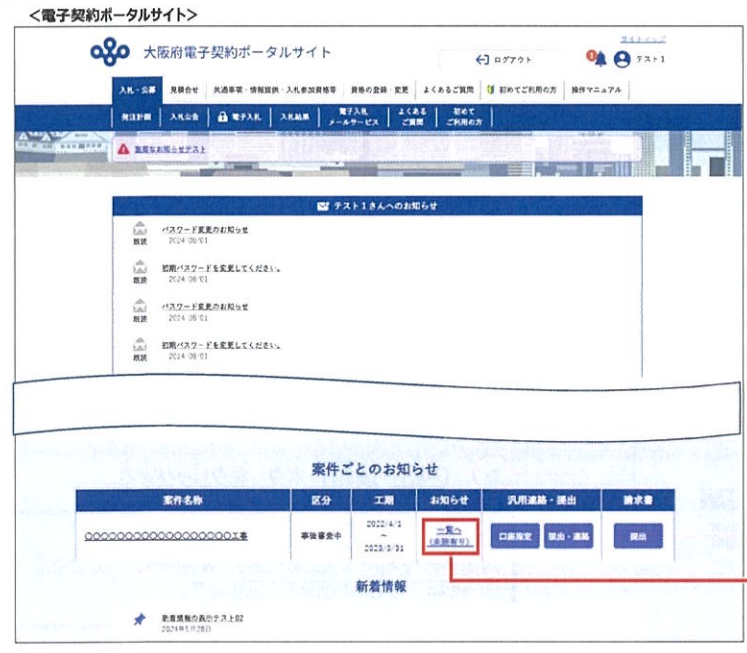 ＜電子契約ポータルサイト＞
サイトマップ
大阪府電子契約ポータルサイト
ログアウト
テスト1
入札・公募 見積合せ 共通事項・情報提供・入札参加資格等 資格の登録・変更 よくあるご質問 初めてご利用の方 操作マニュアル
発注計画 入札公告 電子入札 入札結果 電子入札メールサービス よくあるご質問 初めてご利用の方
重要なお知らせテスト
テスト1さんへのお知らせ
既読 パスワード変更のお知らせ
2024/08/01
既読 初期パスワードを変更してください。
2024/08/01
既読 パスワード変更のお知らせ
2024/08/01
既読 初期パスワードを変更してください。
2024/08/01
案件ごとのお知らせ
案件名称 区分 工期 お知らせ 汎用連絡・提出 請求書
○○○○○○○○○○○○○○○○○○工事 事後審査中 2022/4/1 ～ 2023/3/31 一覧へ (未読有り) 口座指定 提出・連絡 提出
新着情報
新着情報の表示テスト02
2024年5月28日